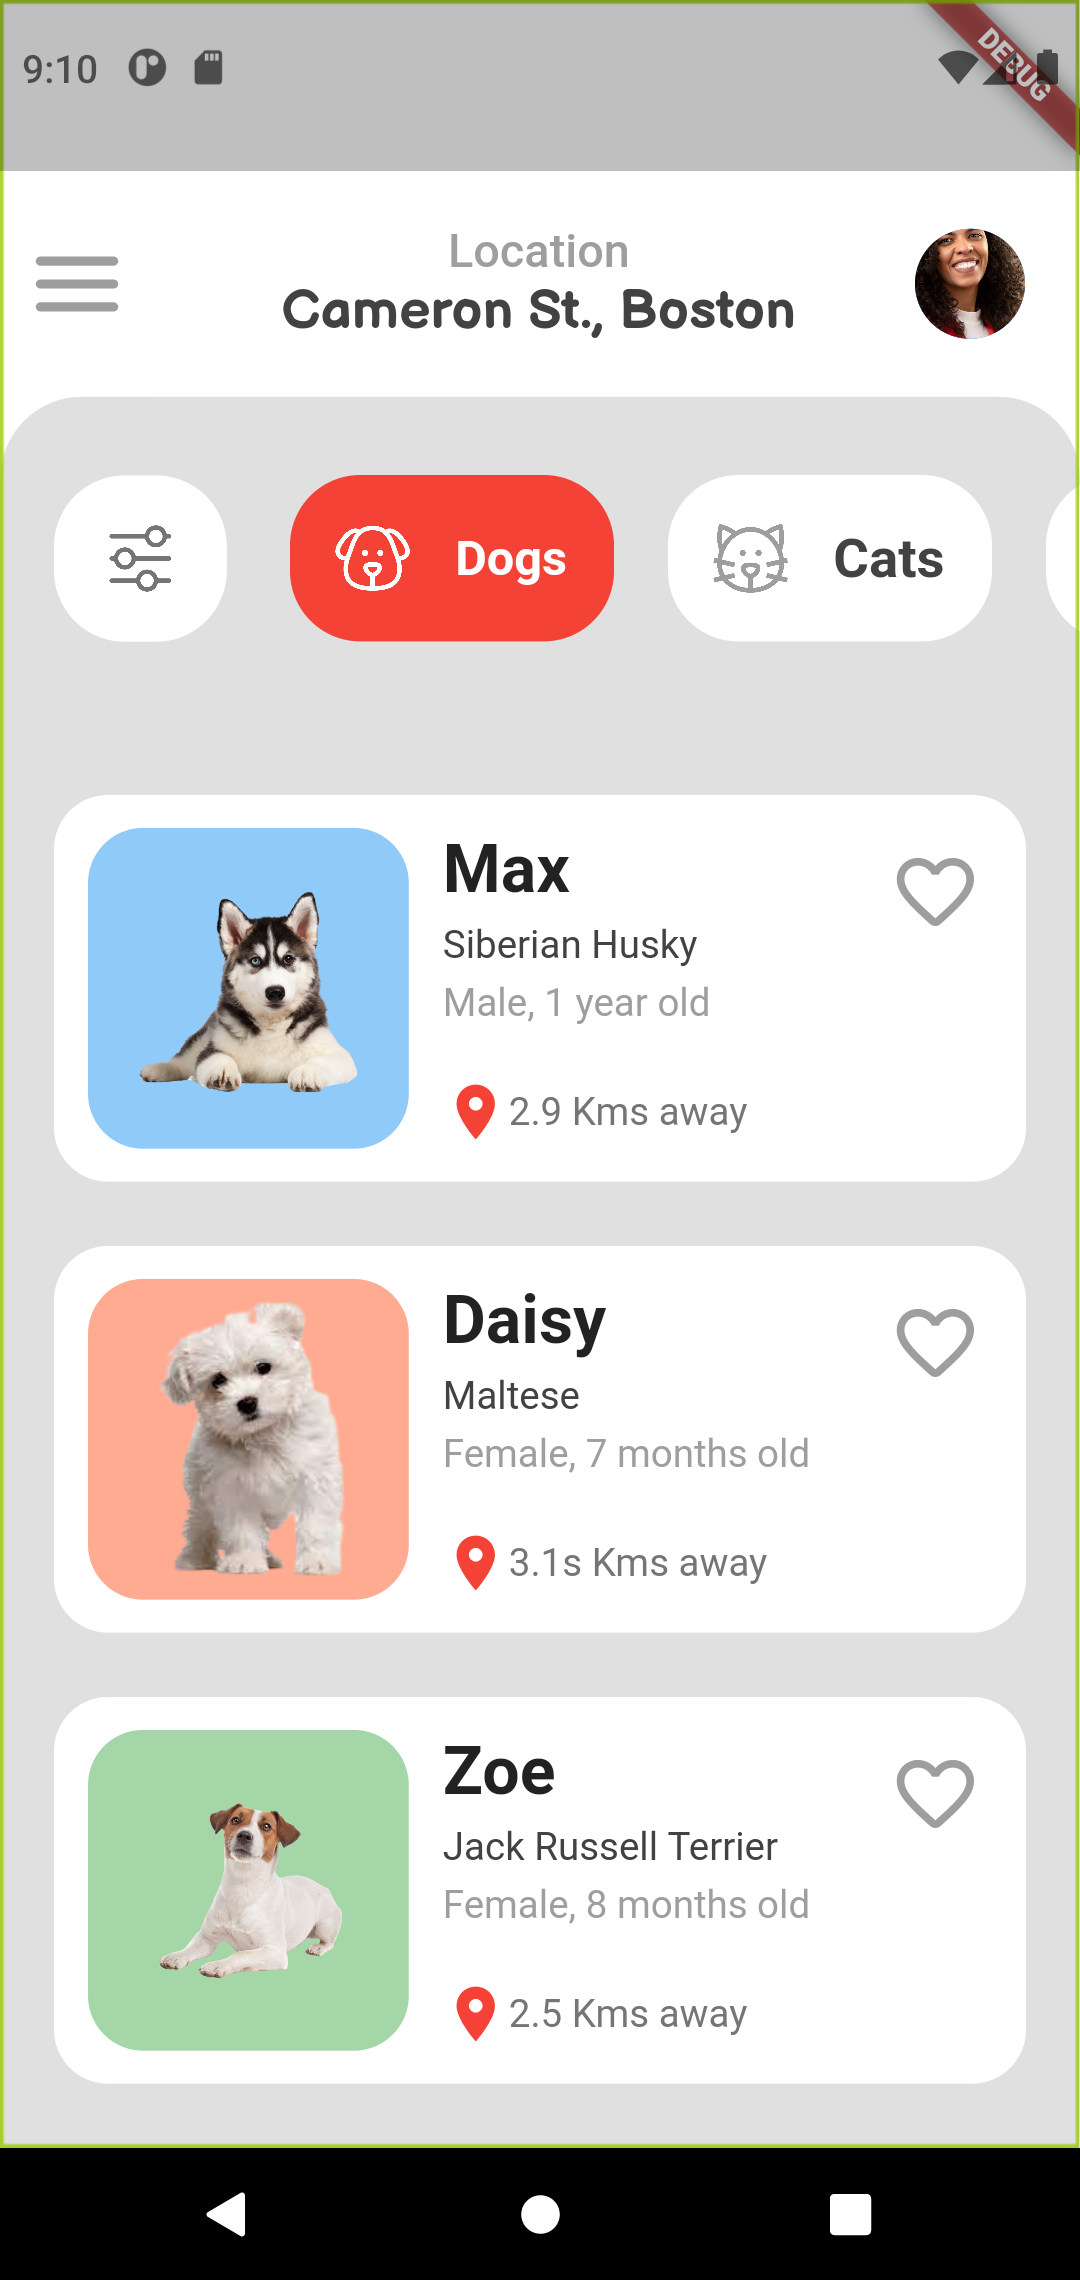 9:10
DEBUG
Location
Cameron St., Boston
Dogs
Cats
Max
Siberian Husky
Male, 1 year old
2.9 Kms away
Daisy
Maltese
Female, 7 months old
3.1s Kms away
Zoe
Jack Russell Terrier
Female, 8 months old
2.5 Kms away